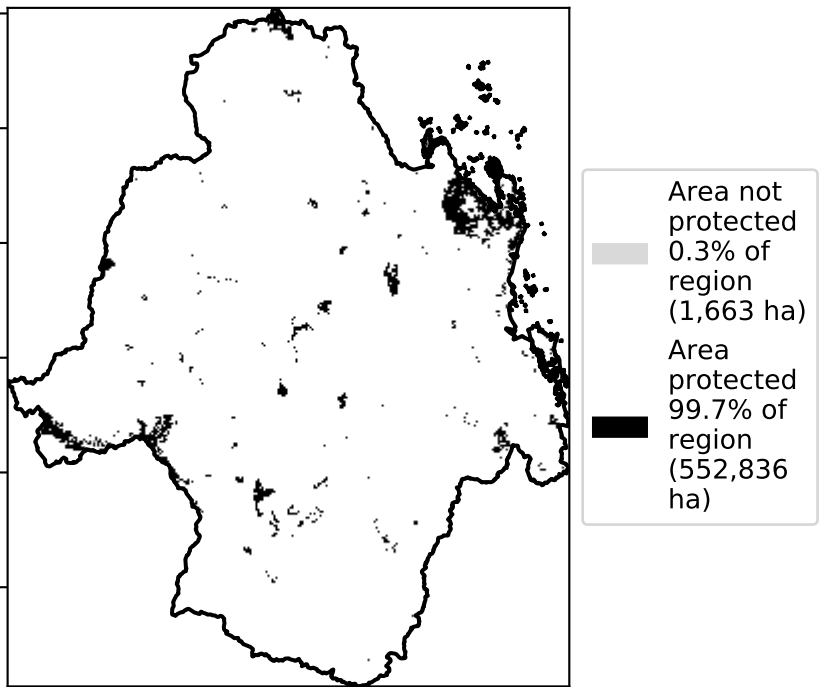 Area not
protected
0.3% of
region
(1,663 ha)
Area
protected
99.7% of
region
(552,836
ha)